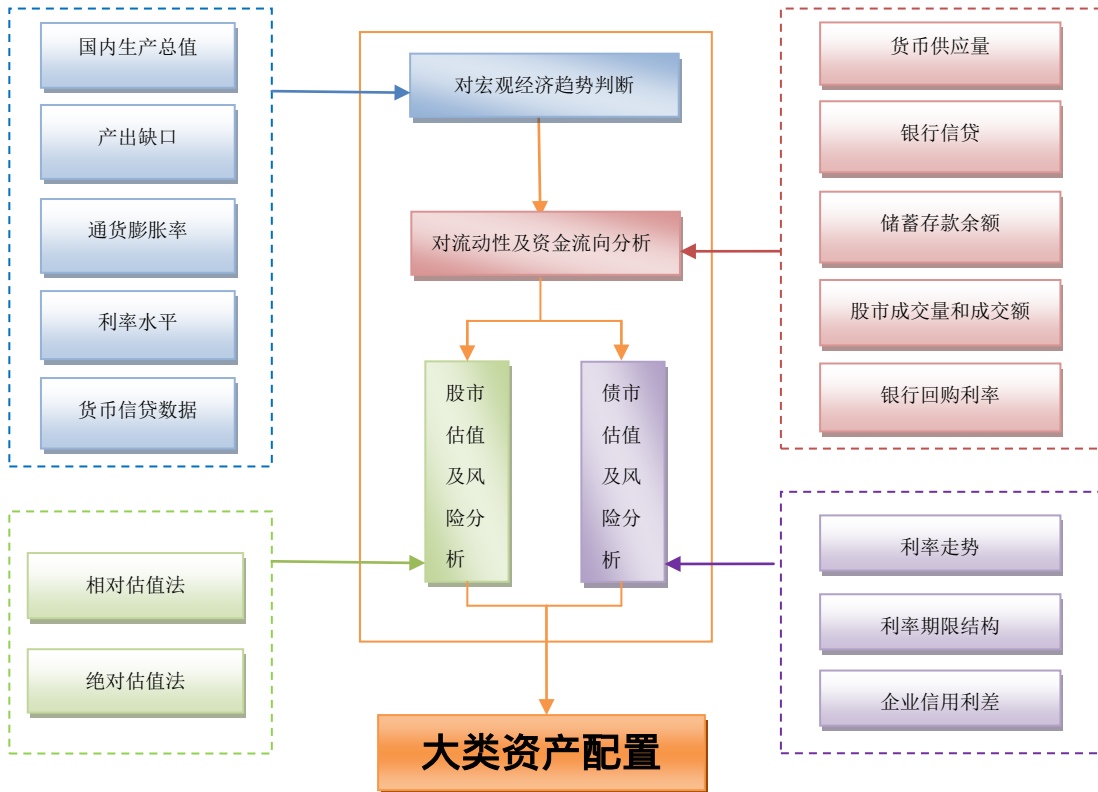 国内生产总值
产出缺口
通货膨胀率
利率水平
货币信贷数据
相对估值法
绝对估值法
对宏观经济趋势判断
对流动性及资金流向分析
股市
估值
及风
险分
析
债市
估值
及风
险分
析
大类资产配置
货币供应量
银行信贷
储蓄存款余额
股市成交量和成交额
银行回购利率
利率走势
利率期限结构
企业信用利差